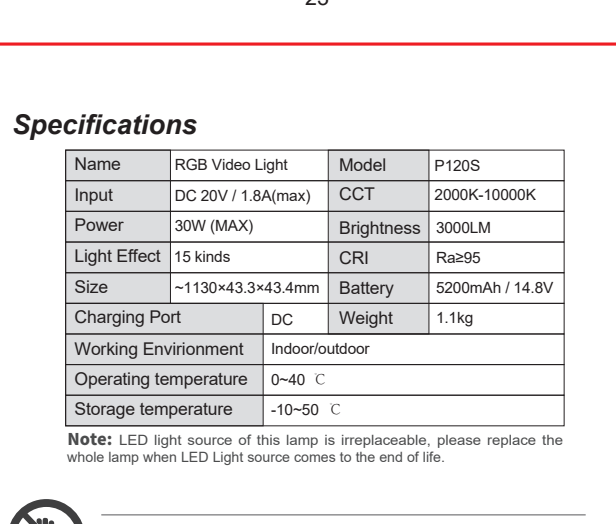 Specifications
Name RGB Video Light Model P120S
Input DC 20V / 1.8A(max) CCT 2000K-10000K
Power 30W (MAX) Brightness 3000LM
Light Effect 15 kinds CRI Ra≥95
Size ~1130×43.3×43.4mm Battery 5200mAh / 14.8V
Charging Port DC Weight 1.1kg
Working Envirionment Indoor/outdoor
Operating temperature 0~40 ℃
Storage temperature -10~50 ℃
Note: LED light source of this lamp is irreplaceable, please replace the
whole lamp when LED Light source comes to the end of life.